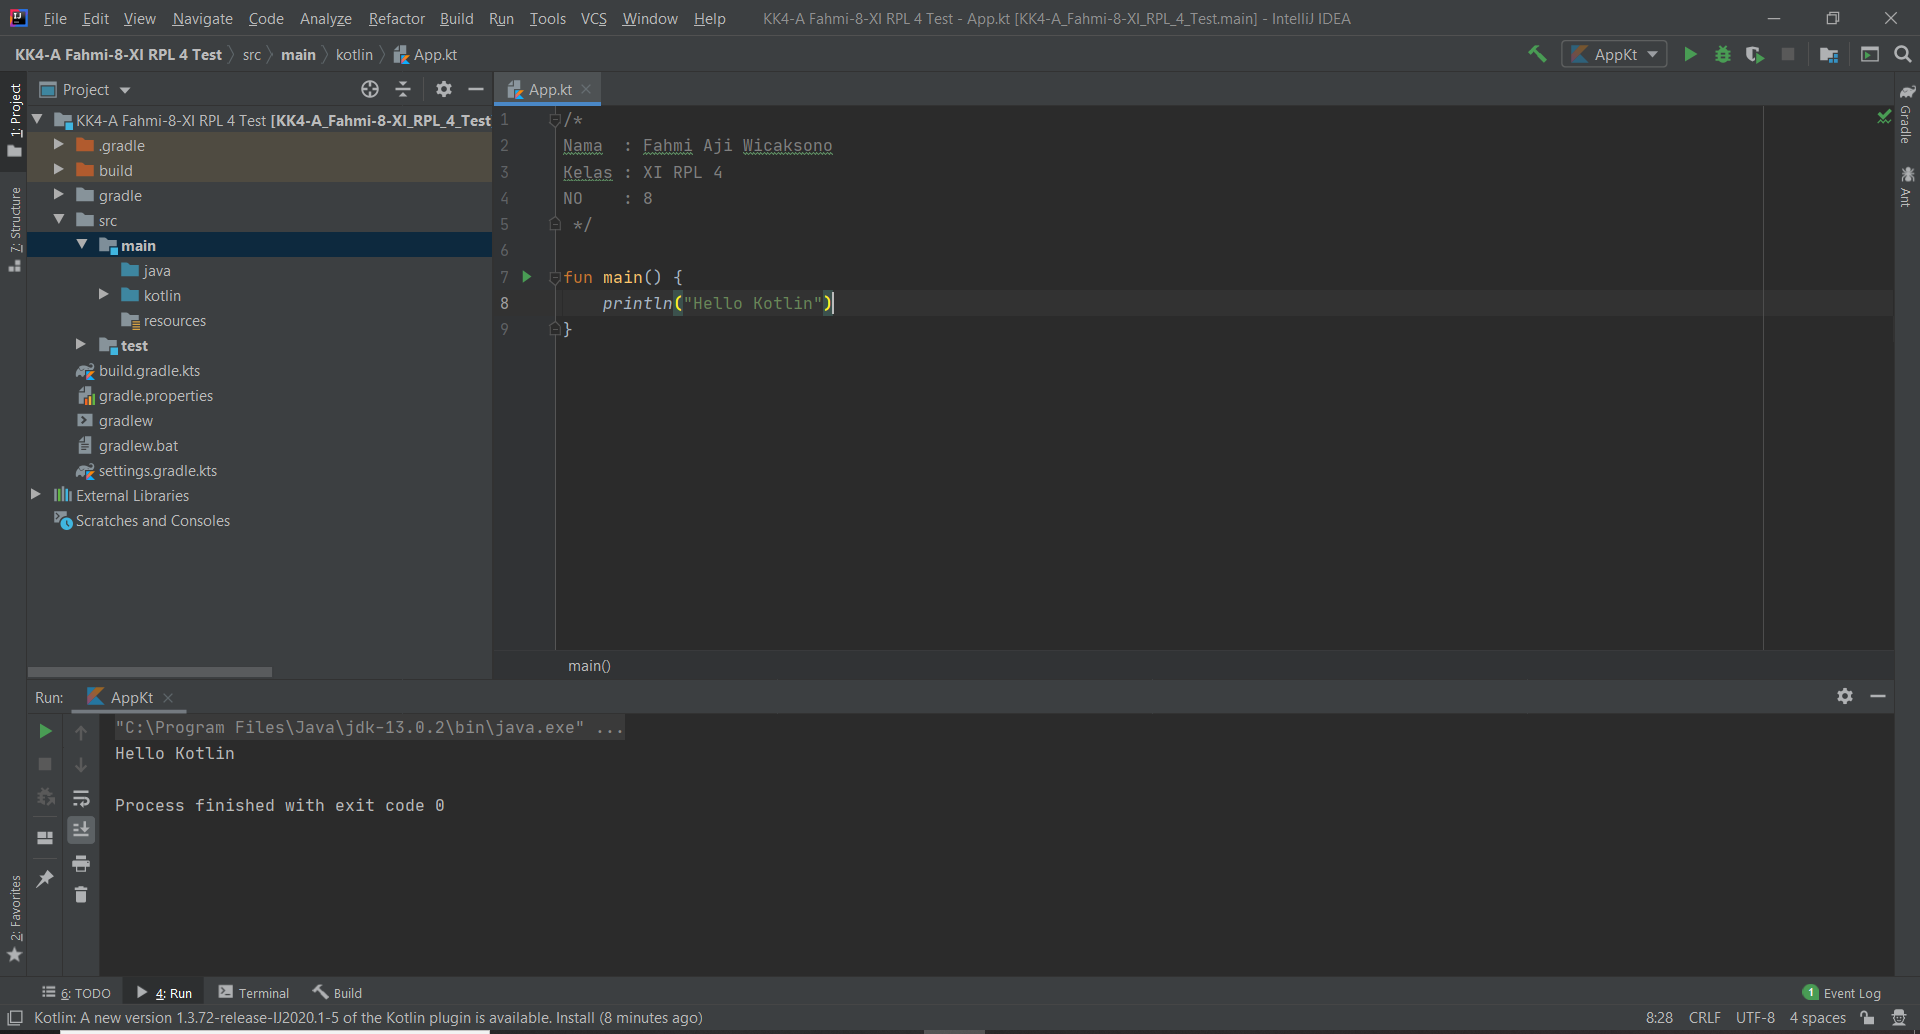 File Edit View Navigate Code Analyze Refactor Build Run Tools VCS Window Help KK4-A Fahmi-8-XI RPL 4 Test - App.kt [KK4-A_Fahmi-8-XI_RPL_4_Test.main] - IntelliJ IDEA
KK4-A Fahmi-8-XI RPL 4 Test src main kotlin App.kt AppKt
Project
App.kt
KK4-A Fahmi-8-XI RPL 4 Test [KK4-A_Fahmi-8-XI_RPL_4_Test
.gradle
build
gradle
src
main
java
kotlin
resources
test
build.gradle.kts
gradle.properties
gradlew
gradlew.bat
settings.gradle.kts
External Libraries
Scratches and Consoles
1: Project
7: Structure
2: Favorites
1 /*
2 Nama : Fahmi Aji Wicaksono
3 Kelas : XI RPL 4
4 NO : 8
5 */
6
7 fun main() {
8 println("Hello Kotlin")
9 }
main()
Gradle
Ant
Run: AppKt
"C:\Program Files\Java\jdk-13.0.2\bin\java.exe" ...
Hello Kotlin
Process finished with exit code 0
6: TODO 4: Run Terminal Build 1 Event Log
Kotlin: A new version 1.3.72-release-IJ2020.1-5 of the Kotlin plugin is available. Install (8 minutes ago) 8:28 CRLF UTF-8 4 spaces